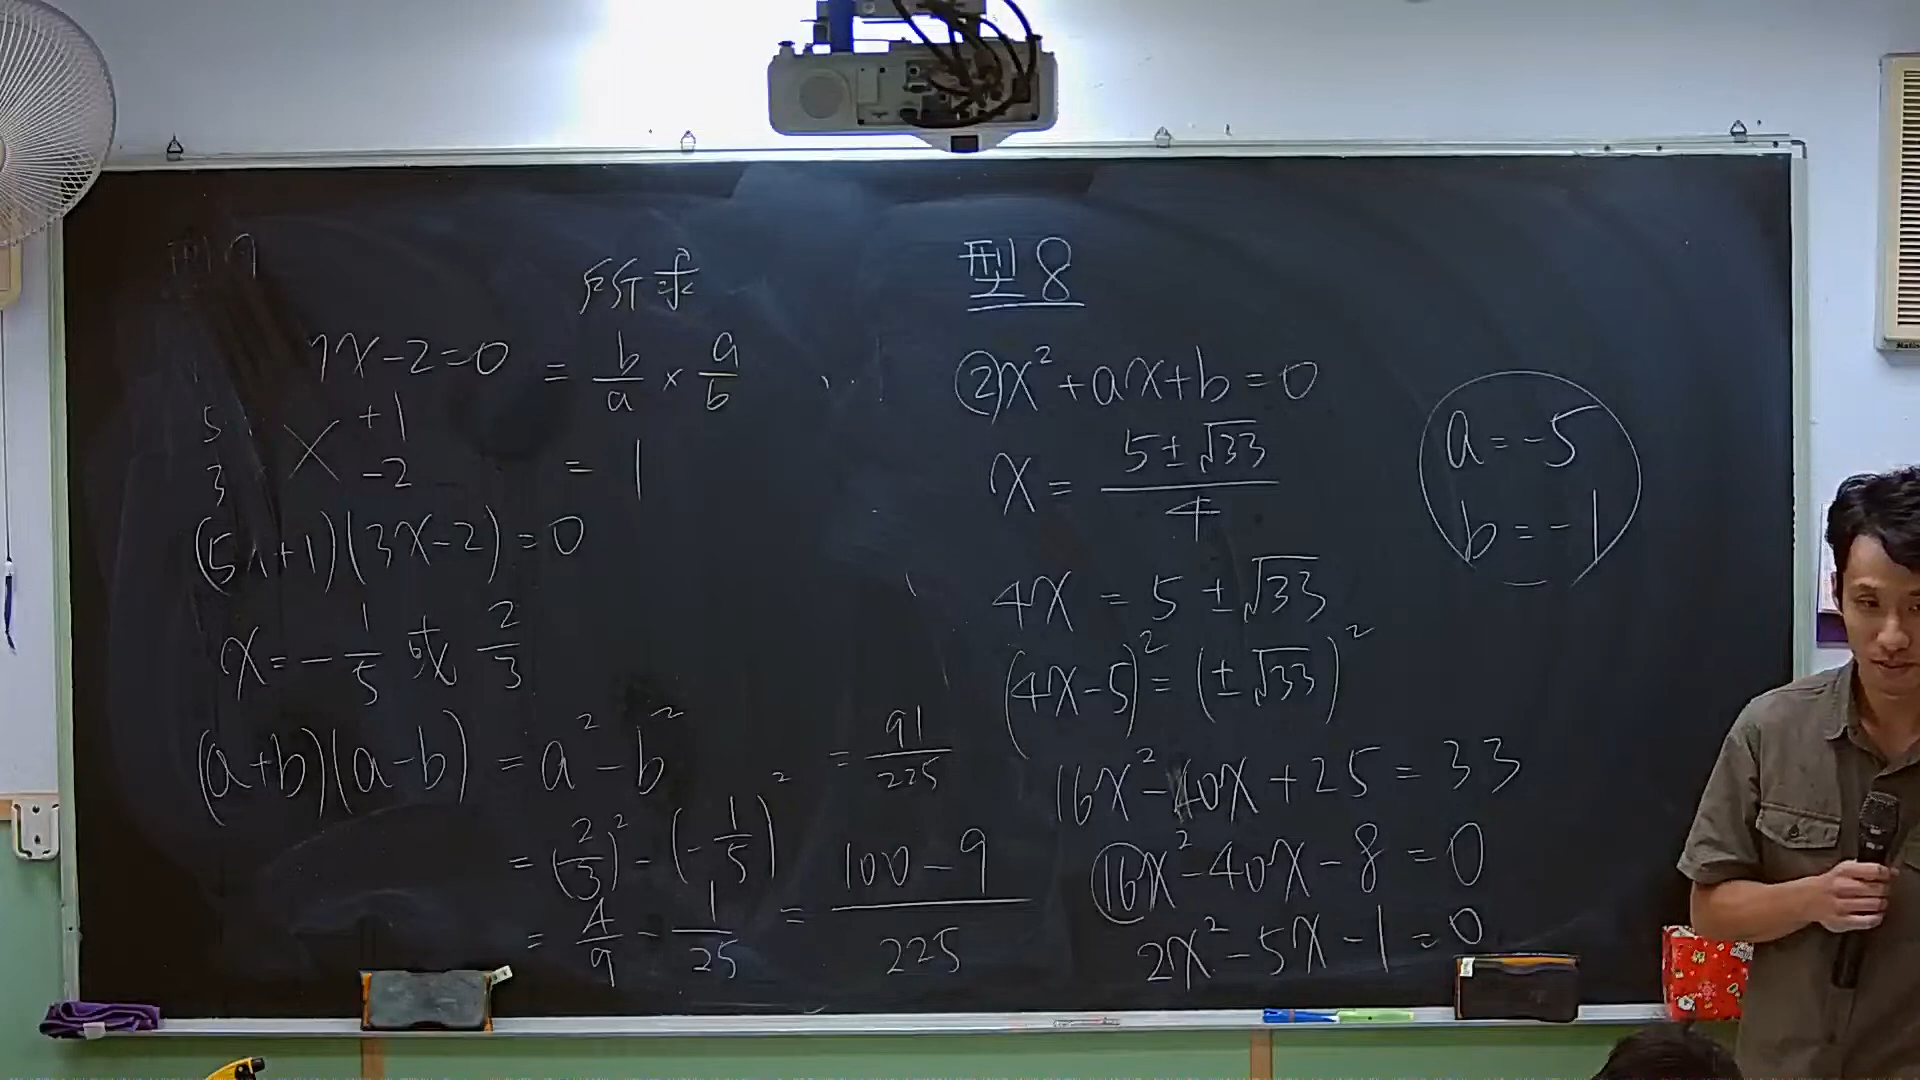 型7
7x-2=0
5 +1
3 -2
(5x+1)(3x-2)=0
x=-1/5 或 2/3
(a+b)(a-b)=a²-b²
=(2/3)²-(-1/5)²
=4/9-1/25=(100-9)/225
=91/225
所求
=b/a×a/b
=1
型8
②x²+ax+b=0
x=(5±√33)/4
4x=5±√33
(4x-5)²=(±√33)²
16x²-40x+25=33
⑯x²-40x-8=0
2x²-5x-1=0
a=-5
b=-1